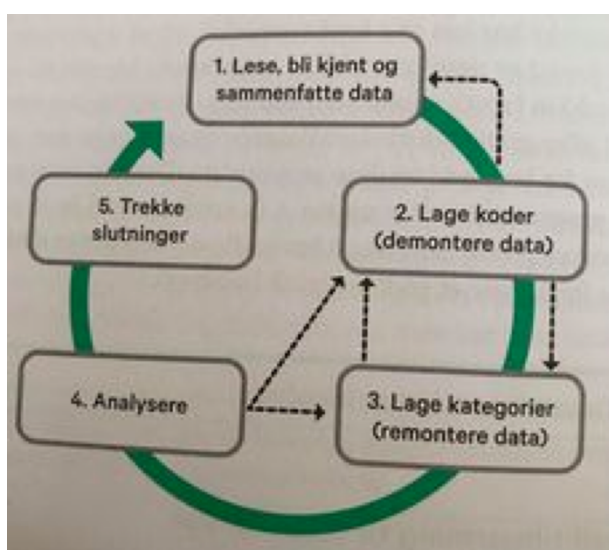 1. Lese, bli kjent og
sammenfatte data
2. Lage koder
(demontere data)
3. Lage kategorier
(remontere data)
4. Analysere
5. Trekke
slutninger